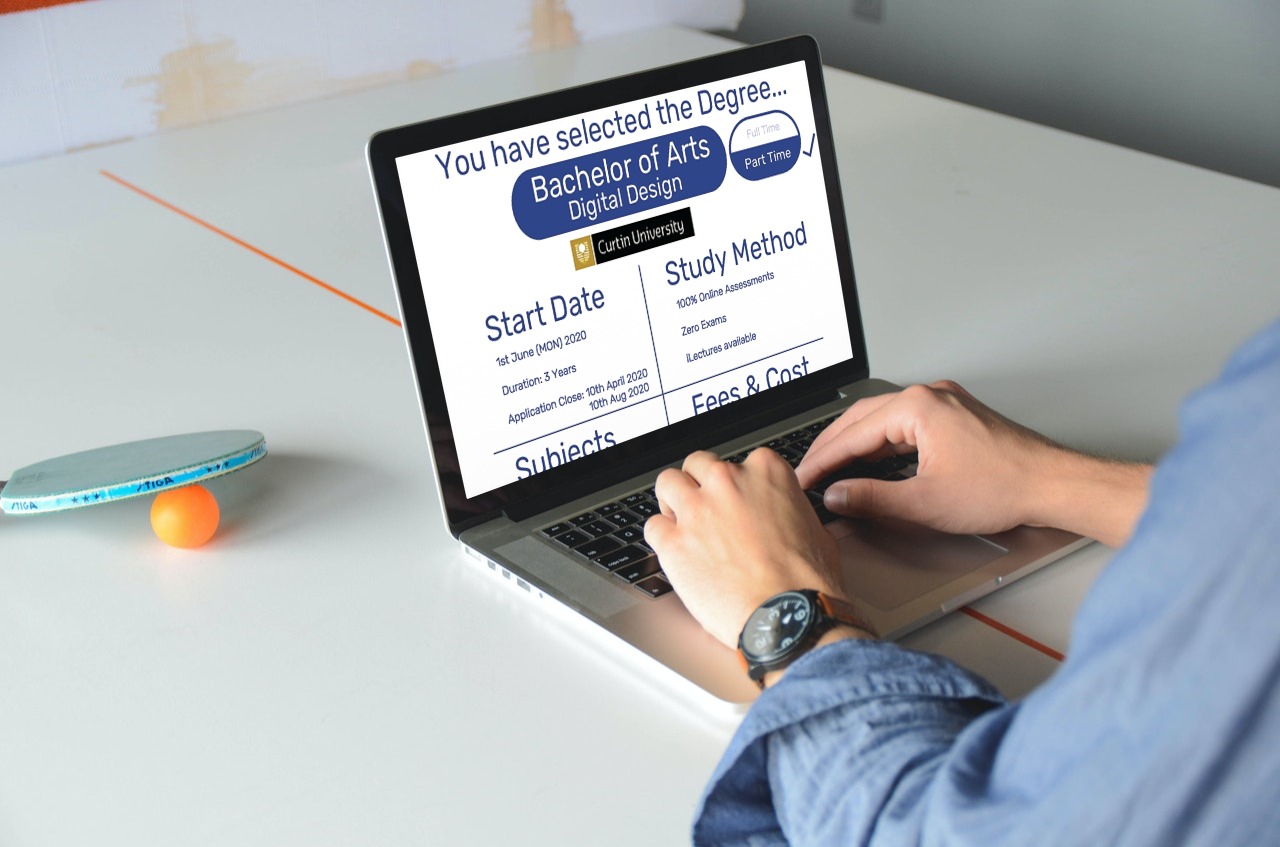 You have selected the Degree...
Bachelor of Arts
Digital Design
Full Time
Part Time
Curtin University
Start Date
1st June (MON) 2020
Duration: 3 Years
Application Close: 10th April 2020
10th Aug 2020
Study Method
100% Online Assessments
Zero Exams
iLectures available
Subjects
Fees & Cost
STIGA
STIGA